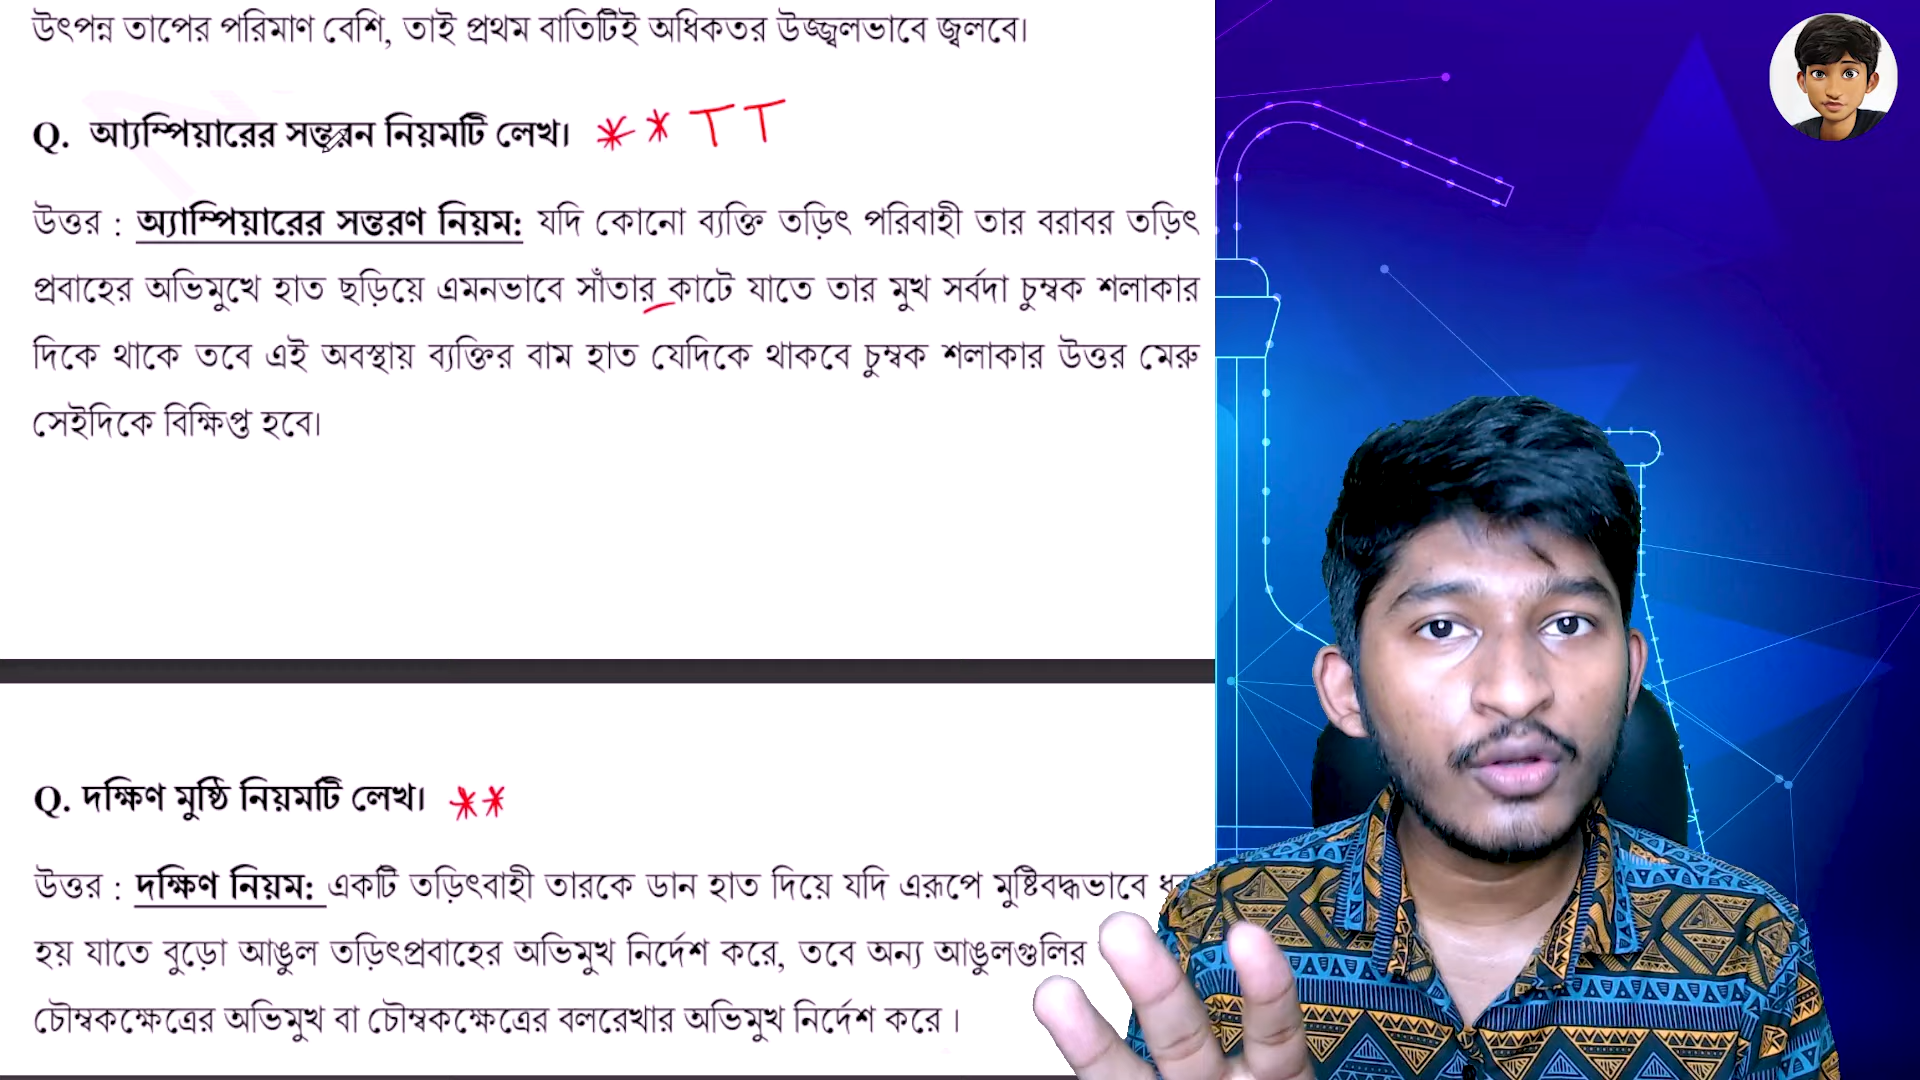 উৎপন্ন তাপের পরিমাণ বেশি, তাই প্রথম বাতিটিই অধিকতর উজ্জ্বলভাবে জ্বলবে।
Q. আ্যম্পিয়ারের সন্তরন নিয়মটি লেখ। ** T T
উত্তর : অ্যাম্পিয়ারের সন্তরণ নিয়ম: যদি কোনো ব্যক্তি তড়িৎ পরিবাহী তার বরাবর তড়িৎ
প্রবাহের অভিমুখে হাত ছড়িয়ে এমনভাবে সাঁতার কাটে যাতে তার মুখ সর্বদা চুম্বক শলাকার
দিকে থাকে তবে এই অবস্থায় ব্যক্তির বাম হাত যেদিকে থাকবে চুম্বক শলাকার উত্তর মেরু
সেইদিকে বিক্ষিপ্ত হবে।
Q. দক্ষিণ মুষ্ঠি নিয়মটি লেখ। **
উত্তর : দক্ষিণ নিয়ম: একটি তড়িৎবাহী তারকে ডান হাত দিয়ে যদি এরূপে মুষ্টিবদ্ধভাবে
হয় যাতে বুড়ো আঙুল তড়িৎপ্রবাহের অভিমুখ নির্দেশ করে, তবে অন্য আঙুলগুলির
চৌম্বকক্ষেত্রের অভিমুখ বা চৌম্বকক্ষেত্রের বলরেখার অভিমুখ নির্দেশ করে।